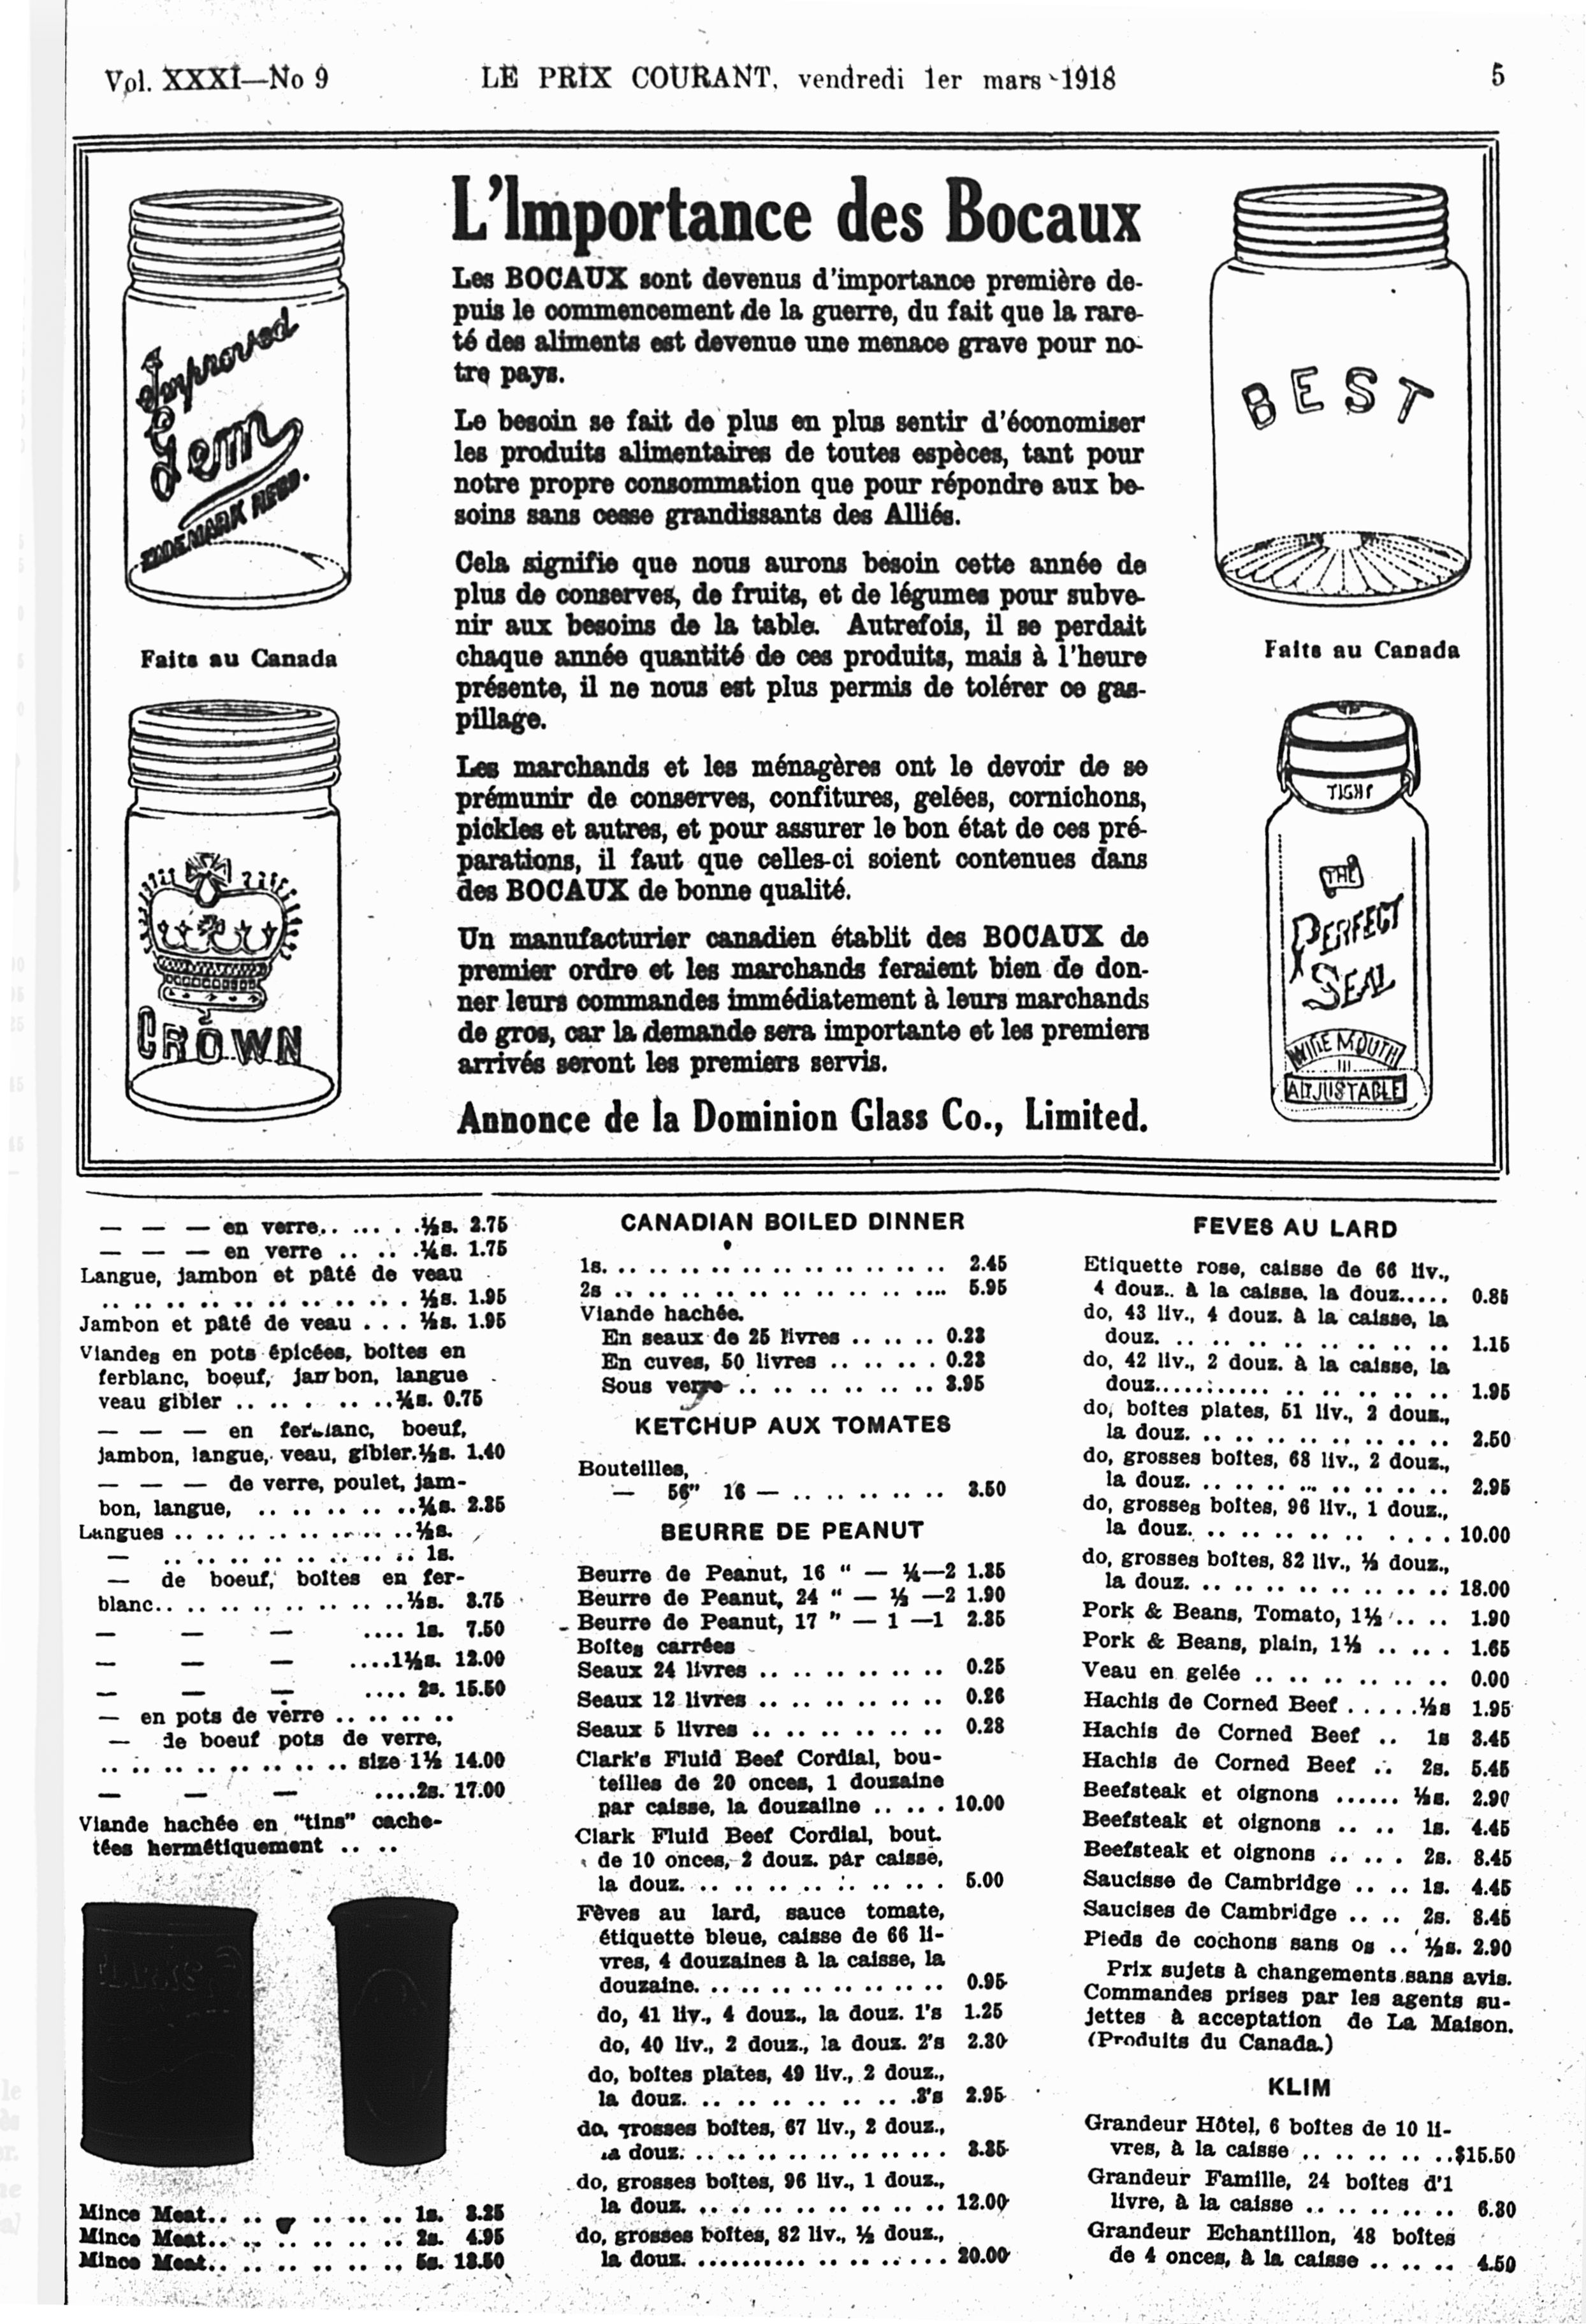 Vol. XXXI—No 9
LE PRIX COURANT, vendredi 1er mars 1918
5
L'Importance des Bocaux
Les BOCAUX sont devenus d'importance première de-
puis le commencement de la guerre, du fait que la rare-
té des aliments est devenue une menace grave pour no-
tre pays.
Le besoin se fait de plus en plus sentir d'économiser
les produits alimentaires de toutes espèces, tant pour
notre propre consommation que pour répondre aux be-
soins sans cesse grandissants des Alliés.
Cela signifie que nous aurons besoin cette année de
plus de conserves, de fruits, et de légumes pour subve-
nir aux besoins de la table. Autrefois, il se perdait
chaque année quantité de ces produits, mais à l'heure
présente, il ne nous est plus permis de tolérer ce gas-
pillage.
Les marchands et les ménagères ont le devoir de se
prémunir de conserves, confitures, gelées, cornichons,
pickles et autres, et pour assurer le bon état de ces pré-
parations, il faut que celles-ci soient contenues dans
des BOCAUX de bonne qualité.
Un manufacturier canadien établit des BOCAUX de
premier ordre et les marchands feraient bien de don-
ner leurs commandes immédiatement à leurs marchands
de gros, car la demande sera importante et les premiers
arrivés seront les premiers servis.
Annonce de la Dominion Glass Co., Limited.
Improved
Gem
TRADEMARK REGD.
Faits au Canada
CROWN
BEST
Faits au Canada
TIGHT
THE
PERFECT
SEAL
WIDE MOUTH
ADJUSTABLE
— — — en verre.. ... . .½s. 2.75
— — — en verre .. .. .¼s. 1.75
Langue, jambon et pâté de veau
.. .. .. .. .. .. .. .. .. . ½s. 1.95
Jambon et pâté de veau . . . ½s. 1.95
Viandes en pots épicées, boîtes en
ferblanc, boeuf, jambon, langue
veau gibier .. .. . .. ..¼s. 0.75
— — — en ferblanc, boeuf,
jambon, langue, veau, gibier.½s. 1.40
— — — de verre, poulet, jam-
bon, langue, .. .. .. .. ..¼s. 2.35
Langues .. .. .. .. .. .. .. ..½s.
— .. .. .. .. .. .. .. .. .. 1s.
— de boeuf, boîtes en fer-
blanc.. .. .. .. .. .. .. ..½s. 3.75
— — — .... 1s. 7.50
— — — ....1½s. 12.00
— — — .... 2s. 15.50
— en pots de verre .. .. .. ..
— de boeuf pots de verre,
.. .. .. .. .. .. .. .. .. size 1½ 14.00
— — — ....2s. 17.00
Viande hachée en "tins" cache-
tées hermétiquement .. .. ..
Mince Meat.. .. .. .. .. .. 1s. 3.25
Mince Meat.. .. .. .. .. .. 2s. 4.95
Mince Meat.. .. .. .. .. .. 5s. 13.50
CANADIAN BOILED DINNER
1s. .. .. .. .. .. .. .. .. .. .. 2.45
2s .. .. .. .. .. .. .. .. .. .... 5.95
Viande hachée.
En seaux de 25 livres .. .. .. 0.23
En cuves, 50 livres .. .. .. . 0.23
Sous verre .. .. .. .. .. .. .. 3.95
KETCHUP AUX TOMATES
Bouteilles,
— 56" 16 — .. .. .. .. .. .. 3.50
BEURRE DE PEANUT
Beurre de Peanut, 16 " — ¼—2 1.35
Beurre de Peanut, 24 " — ½ —2 1.90
Beurre de Peanut, 17 " — 1 —1 2.35
Boîtes carrées
Seaux 24 livres .. .. .. .. .. .. 0.25
Seaux 12 livres .. .. .. .. .. .. 0.26
Seaux 5 livres .. .. .. .. .. .. 0.28
Clark's Fluid Beef Cordial, bou-
teilles de 20 onces, 1 douzaine
par caisse, la douzailne .. .. . 10.00
Clark Fluid Beef Cordial, bout.
de 10 onces, 2 douz. par caisse,
la douz. .. .. .. .. .. .. .. .. 5.00
Fèves au lard, sauce tomate,
étiquette bleue, caisse de 66 li-
vres, 4 douzaines à la caisse, la
douzaine. .. .. .. .. .. .. .. .. 0.95
do, 41 liv., 4 douz., la douz. 1's 1.25
do, 40 liv., 2 douz., la douz. 2's 2.30
do, boîtes plates, 49 liv., 2 douz.,
la douz. .. .. .. .. .. .. .3's 2.95
do, grosses boîtes, 67 liv., 2 douz.,
la douz. .. .. .. .. .. .. .. .. 3.35
do, grosses boîtes, 96 liv., 1 douz.,
la douz. .. .. .. .. .. .. .. .. 12.00
do, grosses boîtes, 82 liv., ½ douz.,
la douz. .......... .. .. .. .. . 20.00
FEVES AU LARD
Etiquette rose, caisse de 66 liv.,
4 douz.. à la caisse, la douz..... 0.85
do, 43 liv., 4 douz. à la caisse, la
douz. .. .. .. .. .. .. .. .. .. 1.15
do, 42 liv., 2 douz. à la caisse, la
douz........... .. .. .. .. .. .. 1.95
do, boîtes plates, 51 liv., 2 douz.,
la douz. .. .. .. .. .. .. .. .. 2.50
do, grosses boîtes, 68 liv., 2 douz.,
la douz. .. .. .. .. ... .. .. .. .. 2.95
do, grosses boîtes, 96 liv., 1 douz.,
la douz. .. .. .. .. .. .. . . . . 10.00
do, grosses boîtes, 82 liv., ½ douz.,
la douz. .. .. .. .. .. .. .. .. .. 18.00
Pork & Beans, Tomato, 1½ .. .. 1.90
Pork & Beans, plain, 1½ .. .. . 1.65
Veau en gelée .. .. .. .. .. .. .. 0.00
Hachis de Corned Beef . . . . .½s 1.95
Hachis de Corned Beef .. 1s 3.45
Hachis de Corned Beef .. 2s. 5.45
Beefsteak et oignons ...... ½s. 2.90
Beefsteak et oignons .. .. 1s. 4.45
Beefsteak et oignons .. .. . 2s. 8.45
Saucisse de Cambridge .. .. 1s. 4.45
Saucises de Cambridge .. .. 2s. 8.45
Pieds de cochons sans os .. ½s. 2.90
Prix sujets à changements sans avis.
Commandes prises par les agents su-
jettes à acceptation de La Maison.
(Produits du Canada.)
KLIM
Grandeur Hôtel, 6 boîtes de 10 li-
vres, à la caisse .. .. .. .. ..$15.50
Grandeur Famille, 24 boîtes d'1
livre, à la caisse .. .. .. .. .. 6.30
Grandeur Echantillon, 48 boîtes
de 4 onces, à la caisse .. .. .. 4.50